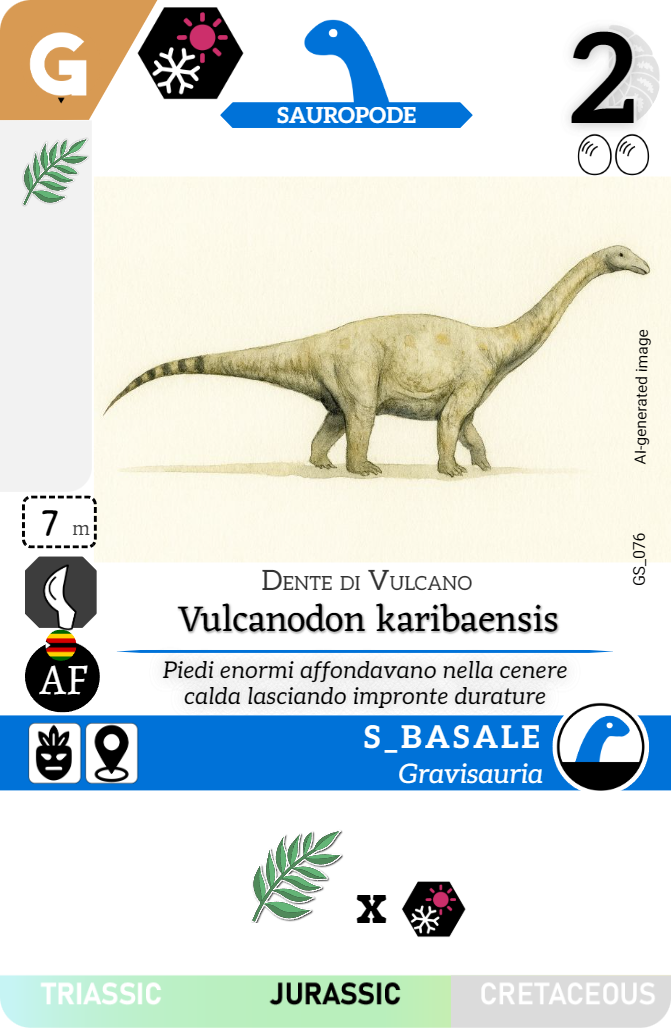 G
SAUROPODE
2
AI-generated image
7 m
GS_076
Dente di Vulcano
Vulcanodon karibaensis
AF
Piedi enormi affondavano nella cenere
calda lasciando impronte durature
S_BASALE
Gravisauria
x
TRIASSIC JURASSIC CRETACEOUS